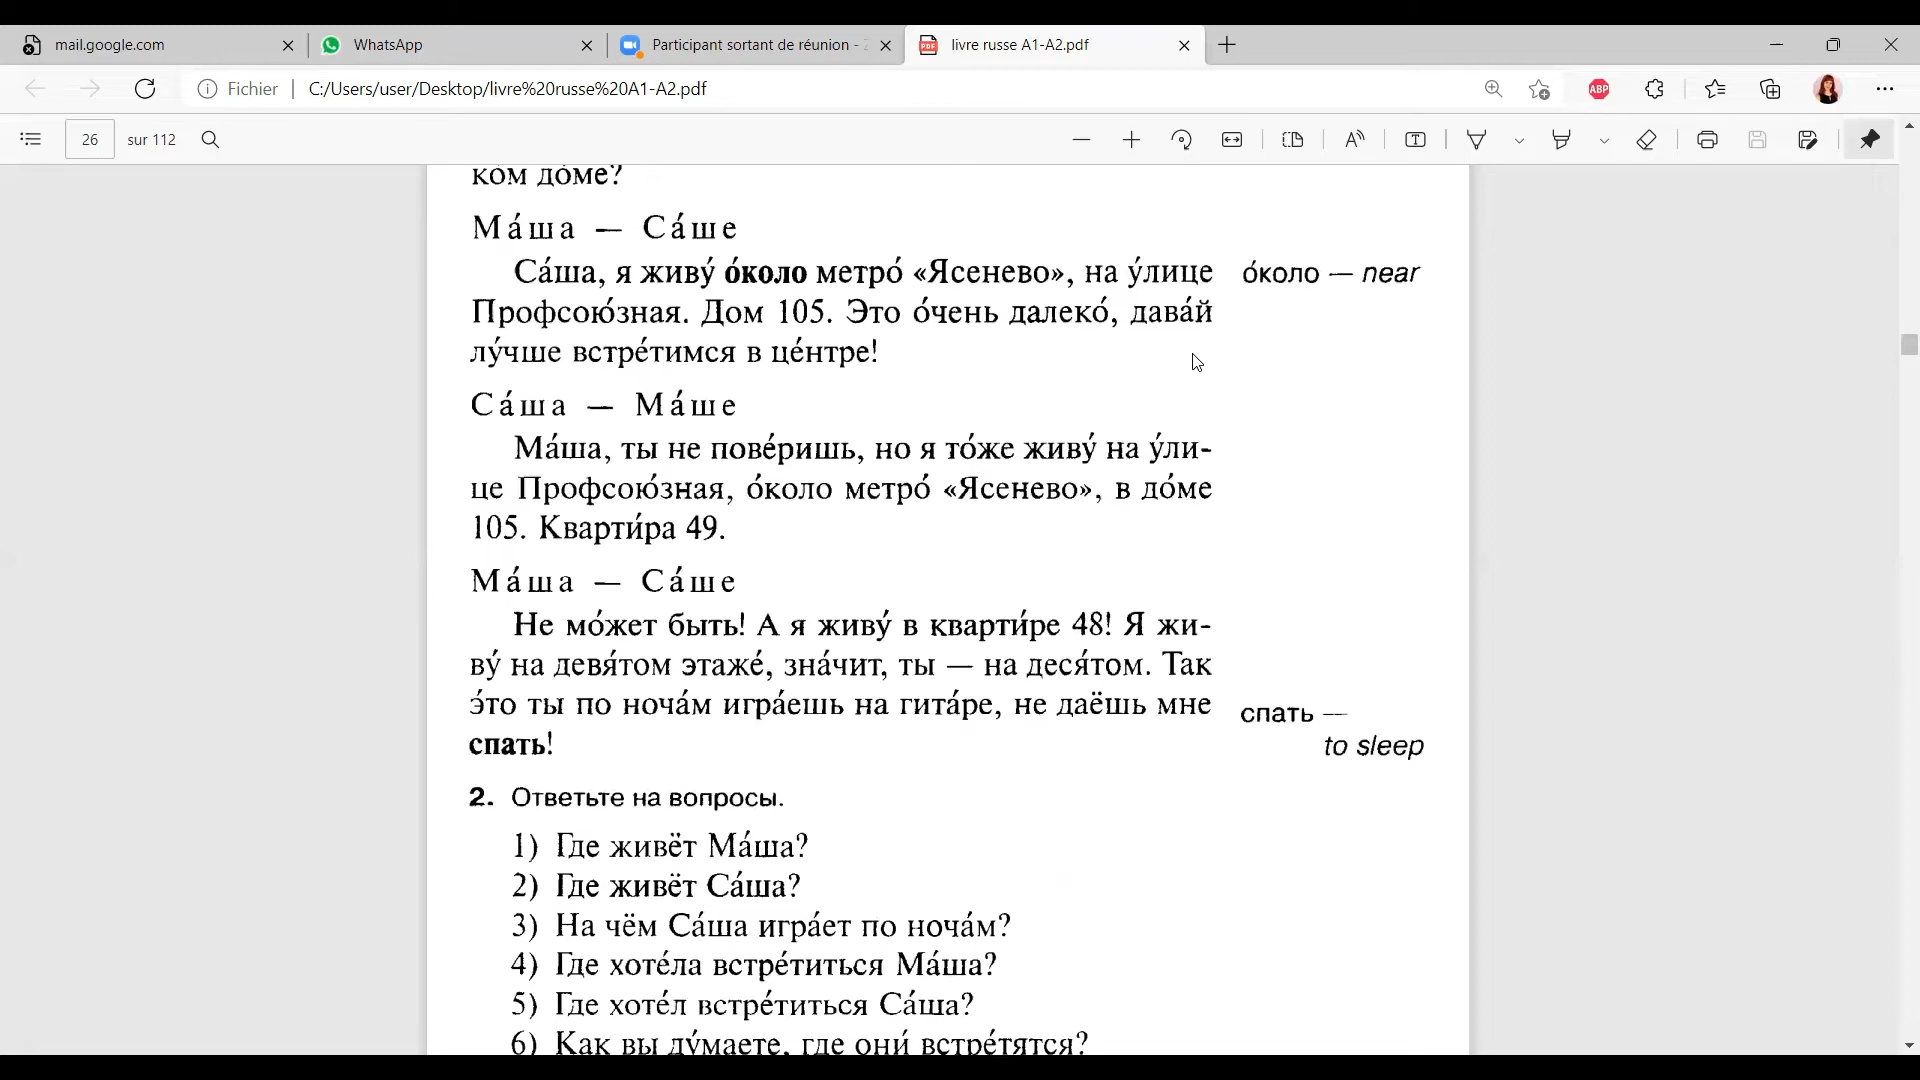 mail.google.com
WhatsApp
Participant sortant de réunion -
livre russe A1-A2.pdf
Fichier
C:/Users/user/Desktop/livre%20russe%20A1-A2.pdf
ABP
26 sur 112
ко́м до́ме?
Ма́ша — Са́ше
Са́ша, я живу́ о́коло метро́ «Ясенево», на у́лице
о́коло — near
Профсою́зная. Дом 105. Это о́чень далеко́, дава́й
лу́чше встре́тимся в це́нтре!
Са́ша — Ма́ше
Ма́ша, ты не пове́ришь, но я то́же живу́ на у́ли-
це Профсою́зная, о́коло метро́ «Ясенево», в до́ме
105. Кварти́ра 49.
Ма́ша — Са́ше
Не мо́жет быть! А я живу́ в кварти́ре 48! Я жи-
ву́ на девя́том этаже́, зна́чит, ты — на деся́том. Так
э́то ты по ноча́м игра́ешь на гита́ре, не даёшь мне
спать —
спать!
to sleep
2. Ответьте на вопросы.
1) Где живёт Ма́ша?
2) Где живёт Са́ша?
3) На чём Са́ша игра́ет по ноча́м?
4) Где хоте́ла встре́титься Ма́ша?
5) Где хоте́л встре́титься Са́ша?
6) Как вы ду́маете, где они́ встре́тятся?